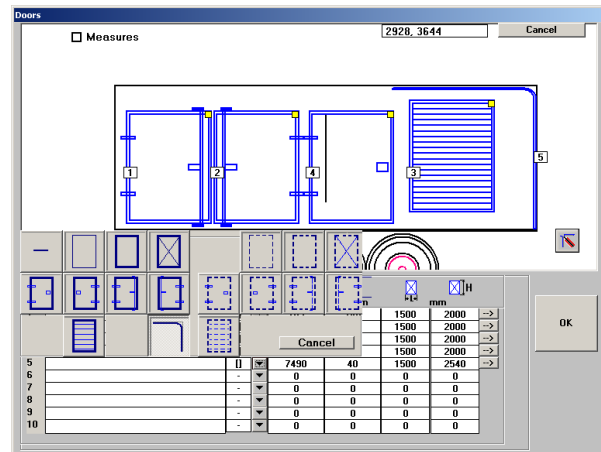 Doors
Measures
2928, 3644
Cancel
1
2
4
3
5
H
mm
1500 2000 -->
1500 2000 -->
1500 2000 -->
1500 2000 -->
Cancel
OK
5 [] 7490 40 1500 2540 -->
6 - 0 0 0 0
7 - 0 0 0 0
8 - 0 0 0 0
9 - 0 0 0 0
10 - 0 0 0 0